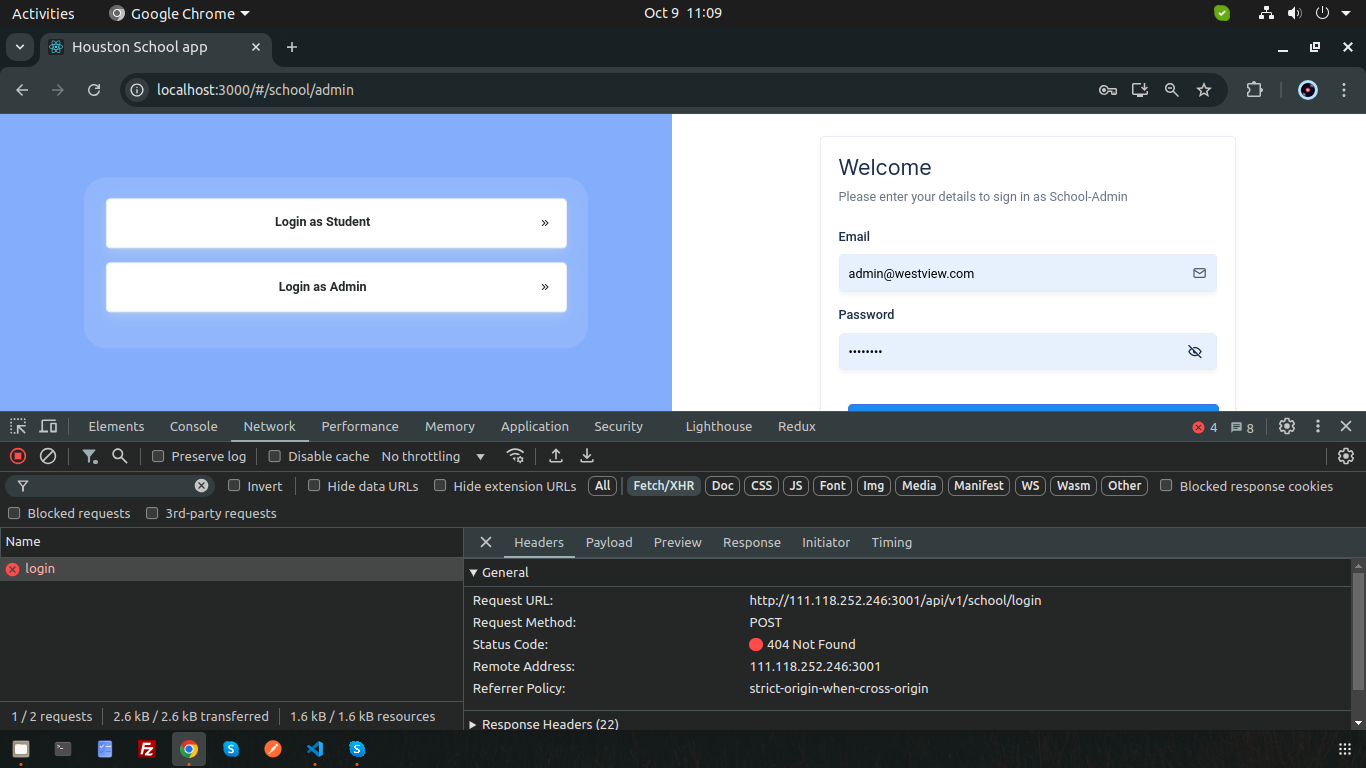 Activities Google Chrome Oct 9 11:09
Houston School app
localhost:3000/#/school/admin
Login as Student »
Login as Admin »
Welcome
Please enter your details to sign in as School-Admin
Email
admin@westview.com
Password
••••••••
Elements Console Network Performance Memory Application Security Lighthouse Redux 4 8
Preserve log Disable cache No throttling
Invert Hide data URLs Hide extension URLs All Fetch/XHR Doc CSS JS Font Img Media Manifest WS Wasm Other Blocked response cookies
Blocked requests 3rd-party requests
Name
login
Headers Payload Preview Response Initiator Timing
General
Request URL: http://111.118.252.246:3001/api/v1/school/login
Request Method: POST
Status Code: 404 Not Found
Remote Address: 111.118.252.246:3001
Referrer Policy: strict-origin-when-cross-origin
Response Headers (22)
1 / 2 requests 2.6 kB / 2.6 kB transferred 1.6 kB / 1.6 kB resources